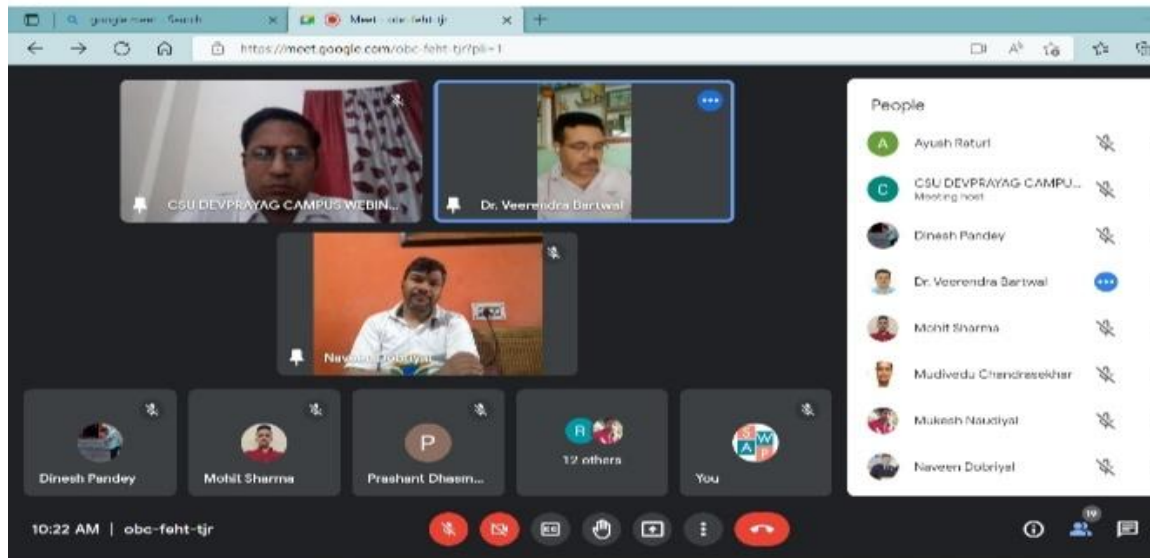 google meet - Search
Meet - obc-feht-tjr
https://meet.google.com/obc-feht-tjr?pli=1
CSU DEVPRAYAG CAMPUS WEBIN...
Dr. Veerendra Bartwal
Naveen Dobriyal
Dinesh Pandey
Mohit Sharma
P
Prashant Dhasm...
12 others
You
S
A W
P
10:22 AM | obc-feht-tjr
19
People
A Ayush Raturi
C CSU DEVPRAYAG CAMPU...
Meeting host
Dinesh Pandey
Dr. Veerendra Bartwal
Mohit Sharma
Mudivedu Chandrasekhar
Mukesh Naudiyal
Naveen Dobriyal